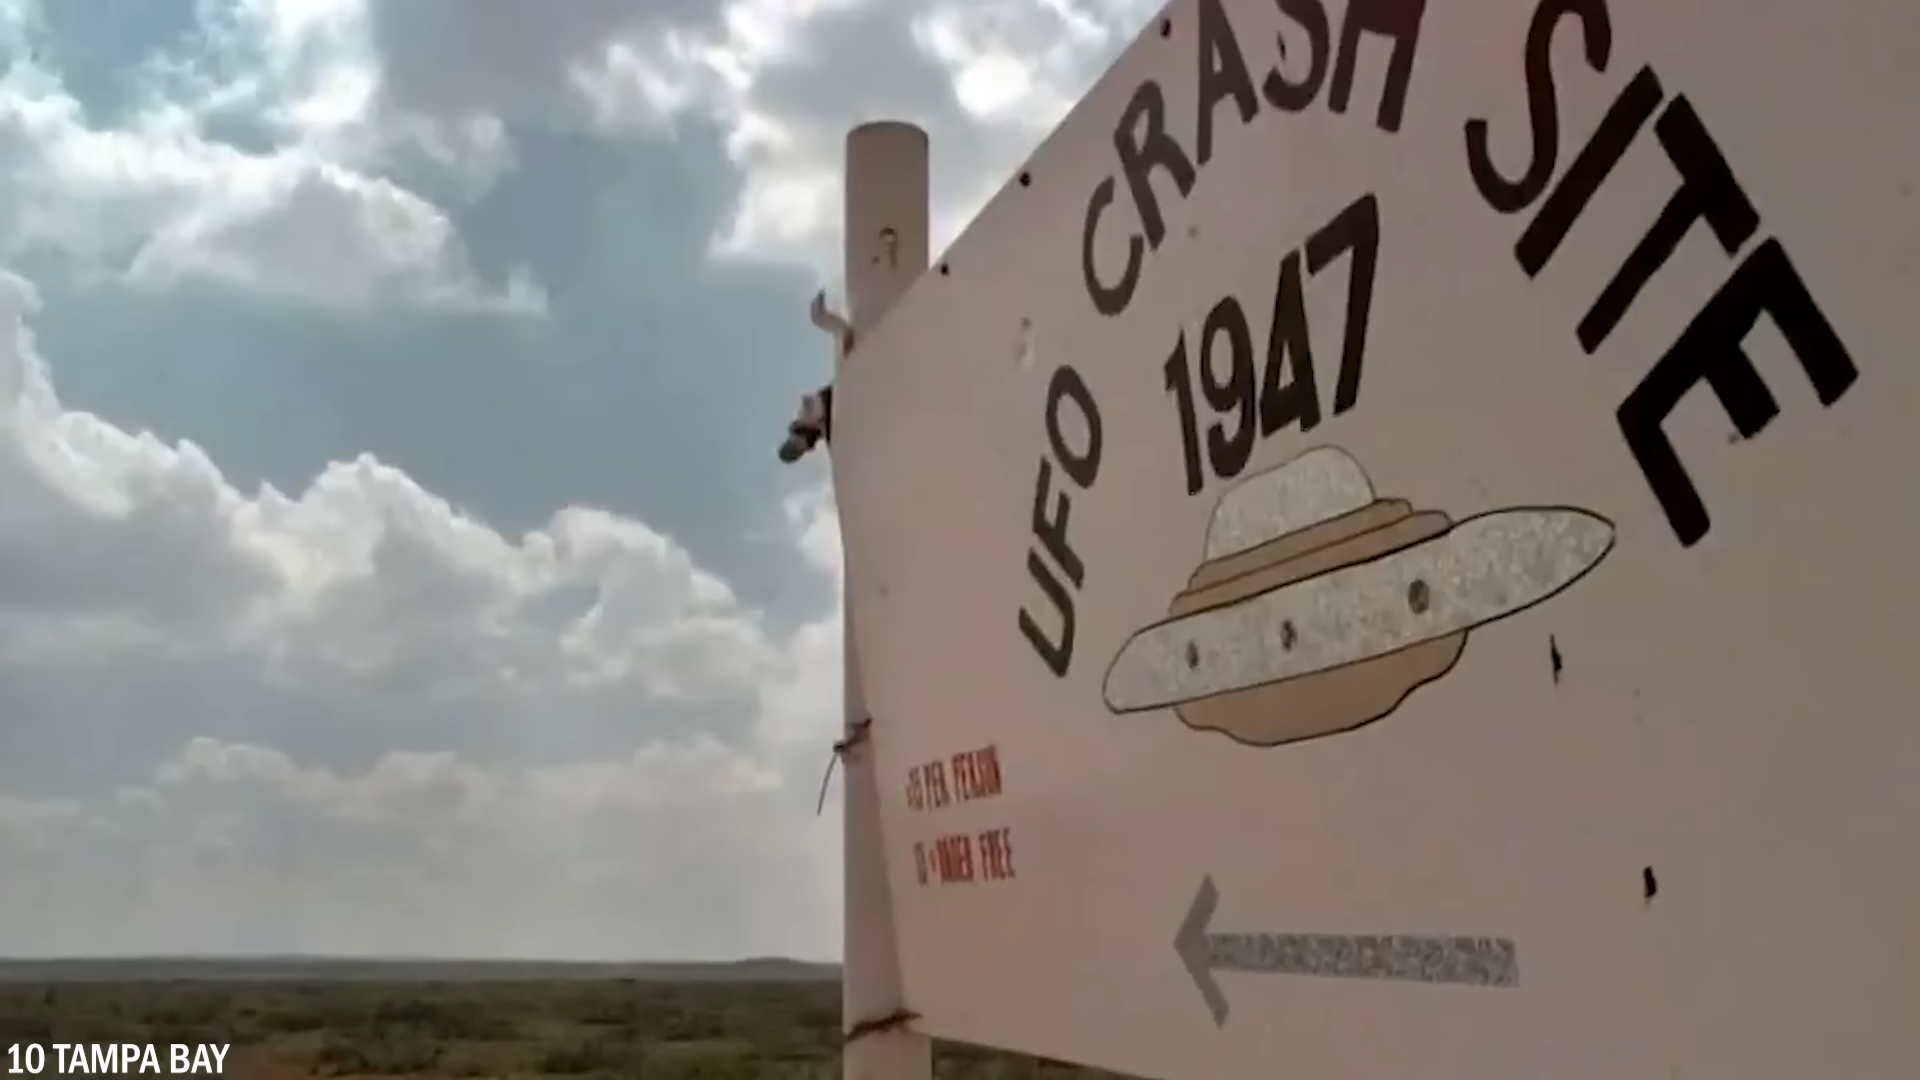 UFO CRASH SITE
1947
PER PERSON
FREE
10 TAMPA BAY